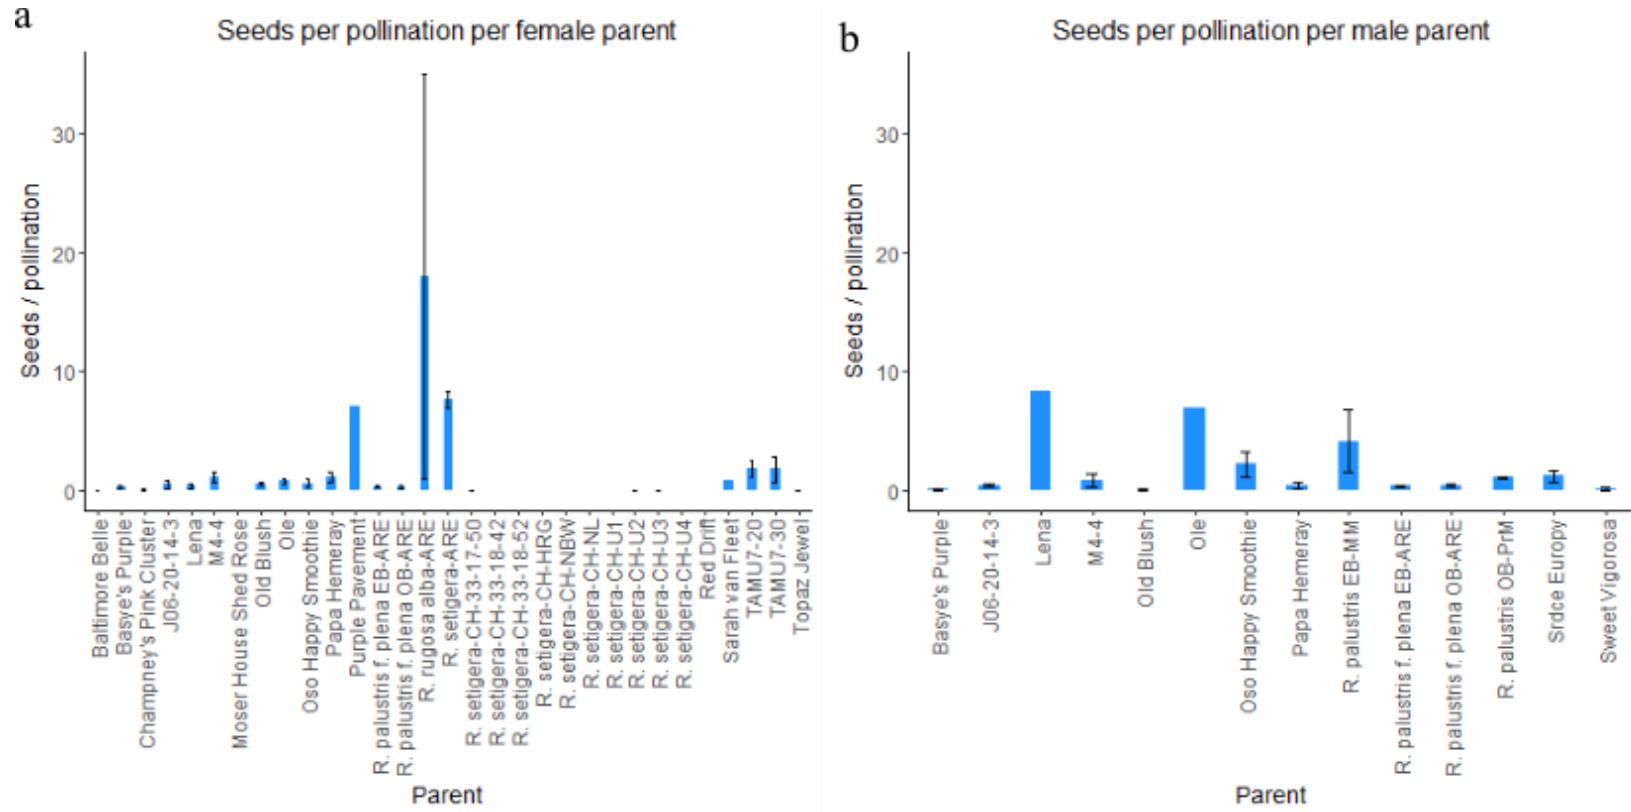 a
Seeds per pollination per female parent
Seeds / pollination
30
20
10
0
Baltimore Belle
Basye's Purple
Champney's Pink Cluster
J06-20-14-3
Lena
M4-4
Moser House Shed Rose
Old Blush
Ole
Oso Happy Smoothie
Papa Hemeray
Purple Pavement
R. palustris f. plena EB-ARE
R. palustris f. plena OB-ARE
R. rugosa alba-ARE
R. setigera-ARE
R. setigera-CH-33-17-50
R. setigera-CH-33-18-42
R. setigera-CH-33-18-52
R. setigera-CH-HRG
R. setigera-CH-NBW
R. setigera-CH-NL
R. setigera-CH-U1
R. setigera-CH-U2
R. setigera-CH-U3
R. setigera-CH-U4
Red Drift
Sarah van Fleet
TAMU7-20
TAMU7-30
Topaz Jewel
Parent
b
Seeds per pollination per male parent
Seeds / pollination
30
20
10
0
Basye's Purple
J06-20-14-3
Lena
M4-4
Old Blush
Ole
Oso Happy Smoothie
Papa Hemeray
R. palustris EB-MM
R. palustris f. plena EB-ARE
R. palustris f. plena OB-ARE
R. palustris OB-PrM
Srdce Europy
Sweet Vigorosa
Parent